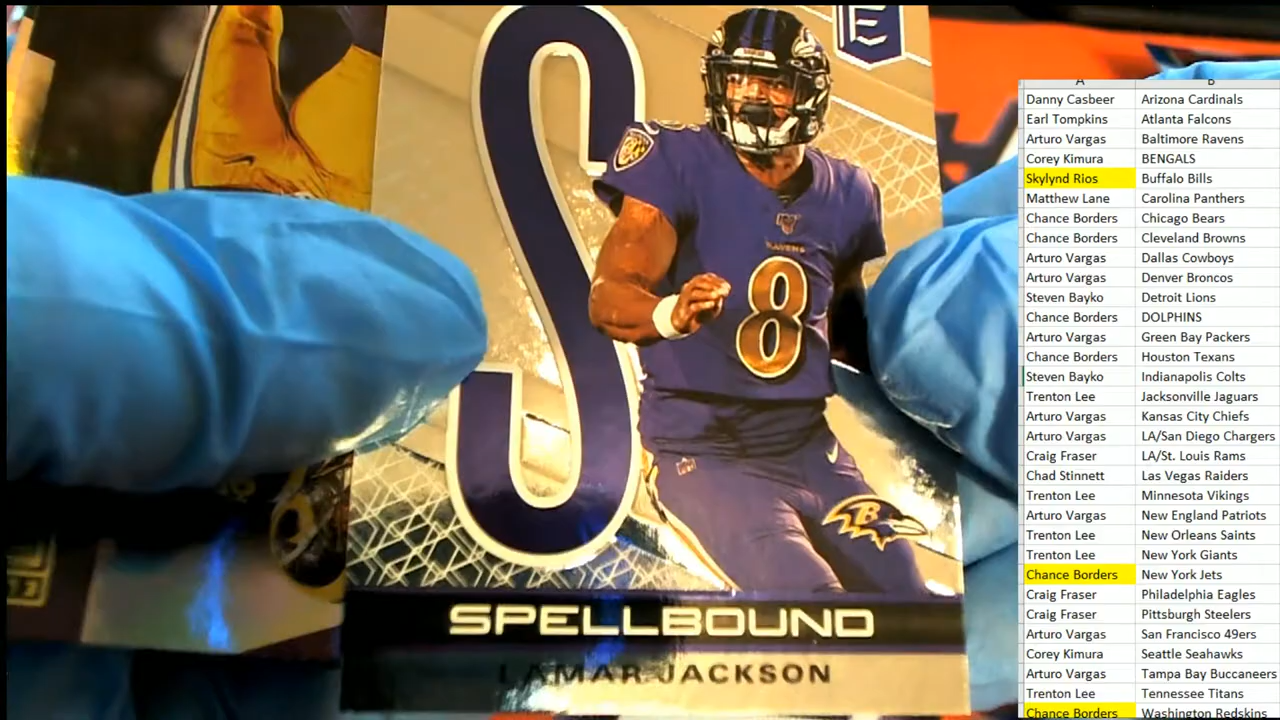 S
E
RAVENS
8
B
SPELLBOUND
LAMAR JACKSON
A B
Danny Casbeer Arizona Cardinals
Earl Tompkins Atlanta Falcons
Arturo Vargas Baltimore Ravens
Corey Kimura BENGALS
Skylynd Rios Buffalo Bills
Matthew Lane Carolina Panthers
Chance Borders Chicago Bears
Chance Borders Cleveland Browns
Arturo Vargas Dallas Cowboys
Arturo Vargas Denver Broncos
Steven Bayko Detroit Lions
Chance Borders DOLPHINS
Arturo Vargas Green Bay Packers
Chance Borders Houston Texans
Steven Bayko Indianapolis Colts
Trenton Lee Jacksonville Jaguars
Arturo Vargas Kansas City Chiefs
Arturo Vargas LA/San Diego Chargers
Craig Fraser LA/St. Louis Rams
Chad Stinnett Las Vegas Raiders
Trenton Lee Minnesota Vikings
Arturo Vargas New England Patriots
Trenton Lee New Orleans Saints
Trenton Lee New York Giants
Chance Borders New York Jets
Craig Fraser Philadelphia Eagles
Craig Fraser Pittsburgh Steelers
Arturo Vargas San Francisco 49ers
Corey Kimura Seattle Seahawks
Arturo Vargas Tampa Bay Buccaneers
Trenton Lee Tennessee Titans
Chance Borders Washington Redskins